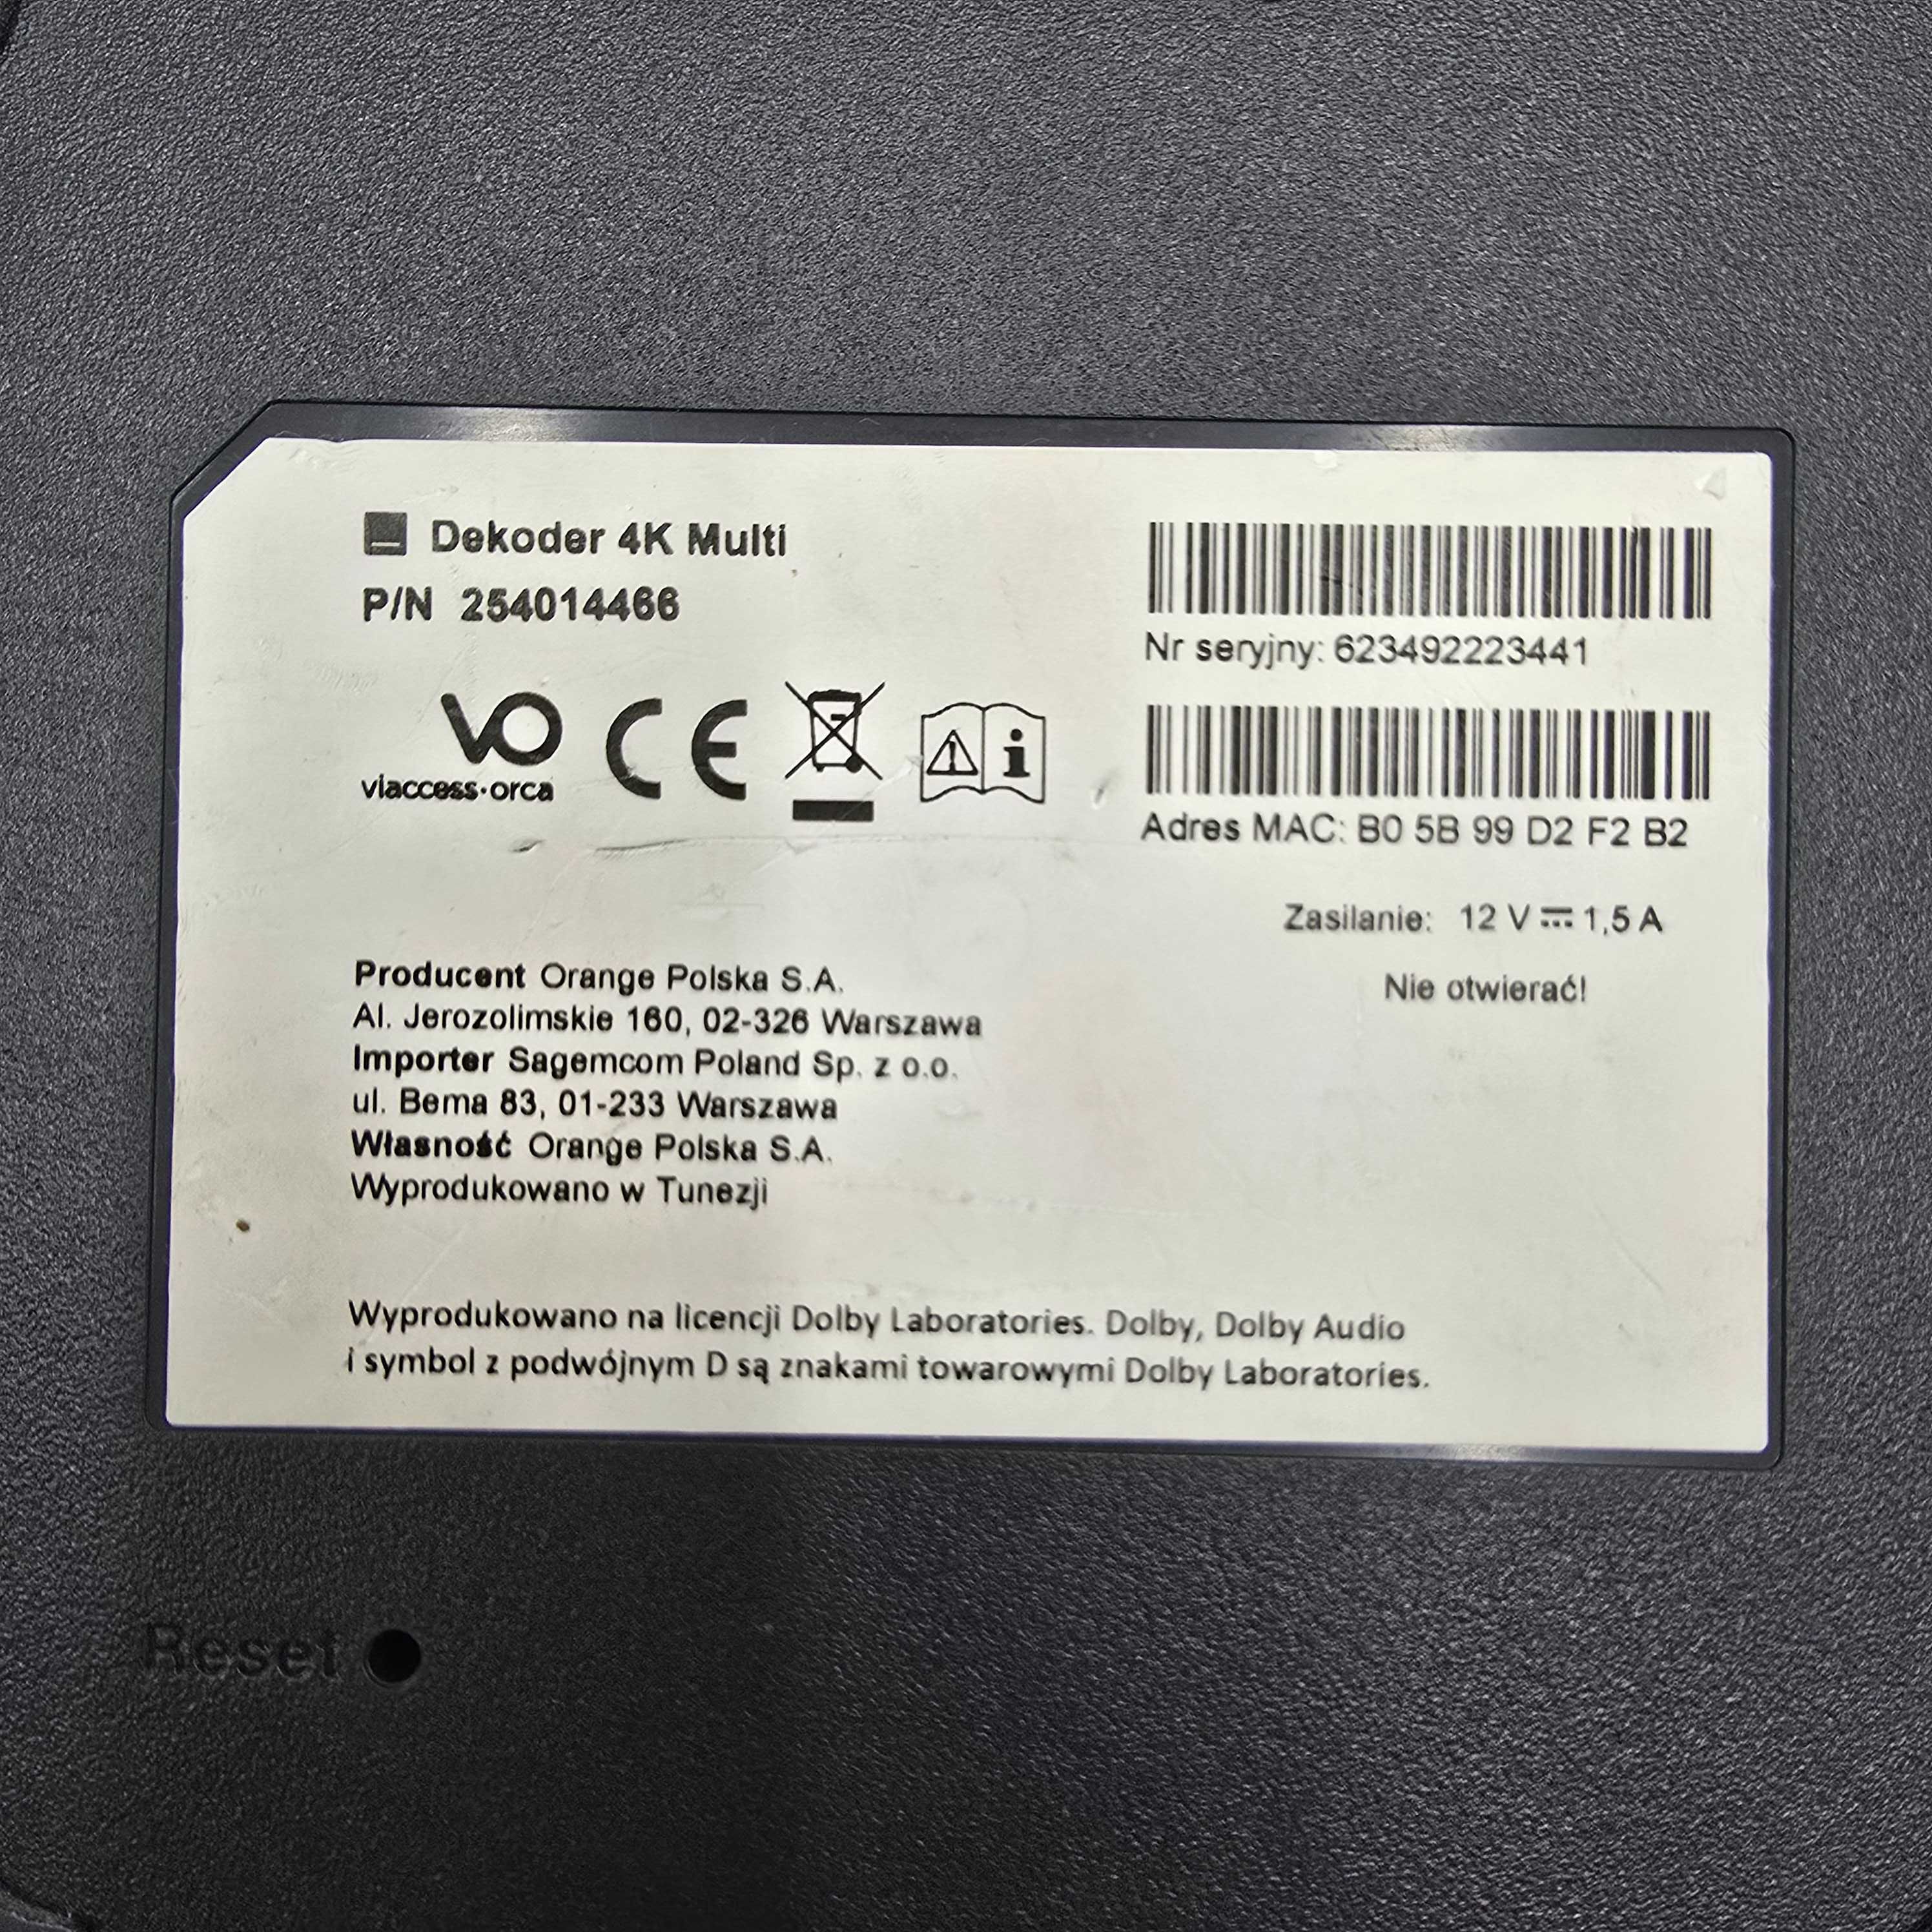 Dekoder 4K Multi
P/N 254014466
Nr seryjny: 623492223441
VO
viaccess·orca
CE
i
Adres MAC: B0 5B 99 D2 F2 B2
Zasilanie: 12 V ⎓ 1,5 A
Nie otwierać!
Producent Orange Polska S.A.
Al. Jerozolimskie 160, 02-326 Warszawa
Importer Sagemcom Poland Sp. z o.o.
ul. Bema 83, 01-233 Warszawa
Własność Orange Polska S.A.
Wyprodukowano w Tunezji
Wyprodukowano na licencji Dolby Laboratories. Dolby, Dolby Audio
i symbol z podwójnym D są znakami towarowymi Dolby Laboratories.
Reset